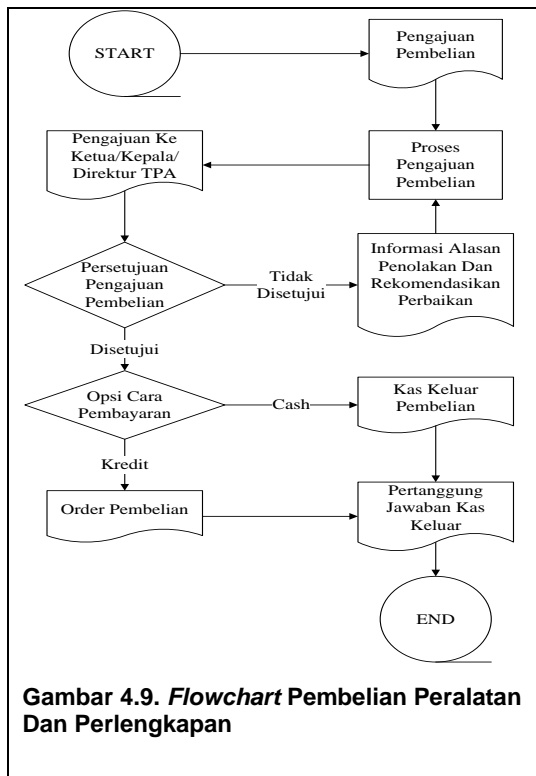 START
Pengajuan
Pembelian
Pengajuan Ke
Ketua/Kepala/
Direktur TPA
Proses
Pengajuan
Pembelian
Persetujuan
Pengajuan
Pembelian
Tidak
Disetujui
Informasi Alasan
Penolakan Dan
Rekomendasikan
Perbaikan
Disetujui
Opsi Cara
Pembayaran
Cash
Kas Keluar
Pembelian
Kredit
Order Pembelian
Pertanggung
Jawaban Kas
Keluar
END
Gambar 4.9. Flowchart Pembelian Peralatan
Dan Perlengkapan